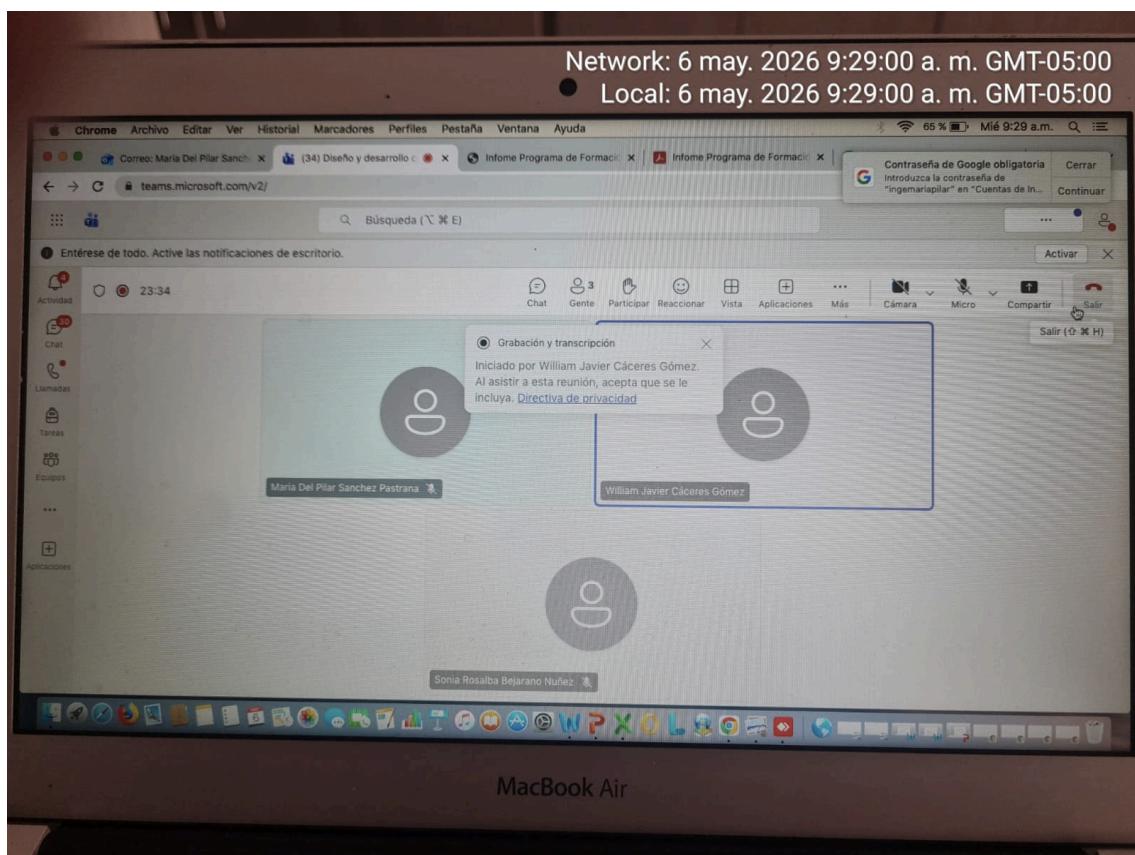 Network: 6 may. 2026 9:29:00 a. m. GMT-05:00
Local: 6 may. 2026 9:29:00 a. m. GMT-05:00
Chrome Archivo Editar Ver Historial Marcadores Perfiles Pestaña Ventana Ayuda
65 % Mié 9:29 a.m.
Correo: Maria Del Pilar Sanch
(34) Diseño y desarrollo c
Infome Programa de Formaci
Infome Programa de Formaci
Contraseña de Google obligatoria
Introduzca la contraseña de
"ingemariapilar" en "Cuentas de In...
Cerrar
Continuar
teams.microsoft.com/v2/
Búsqueda (⌥ ⌘ E)
Entérese de todo. Active las notificaciones de escritorio.
Activar
4
Actividad
23:34
Chat
Gente
3
Participar
Reaccionar
Vista
Aplicaciones
Más
Cámara
Micro
Compartir
Salir
Salir (⇧ ⌘ H)
30
Chat
Llamadas
Tareas
Equipos
Aplicaciones
Grabación y transcripción
Iniciado por William Javier Cáceres Gómez.
Al asistir a esta reunión, acepta que se le
incluya. Directiva de privacidad
Maria Del Pilar Sanchez Pastrana
William Javier Cáceres Gómez
Sonia Rosalba Bejarano Nuñez
6
MacBook Air